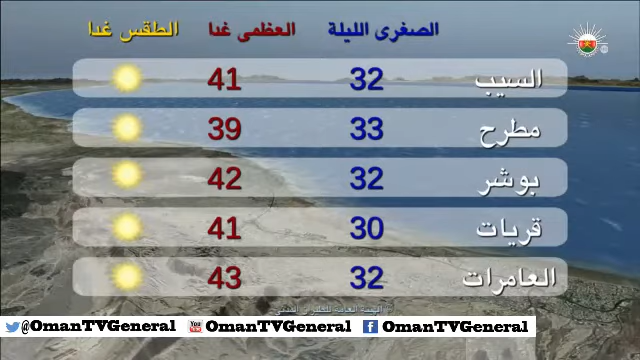 الصغرى الليلة العظمى غدا الطقس غدا
السيب 32 41
مطرح 33 39
بوشر 32 42
قريات 30 41
العامرات 32 43
@OmanTVGeneral OmanTVGeneral OmanTVGeneral